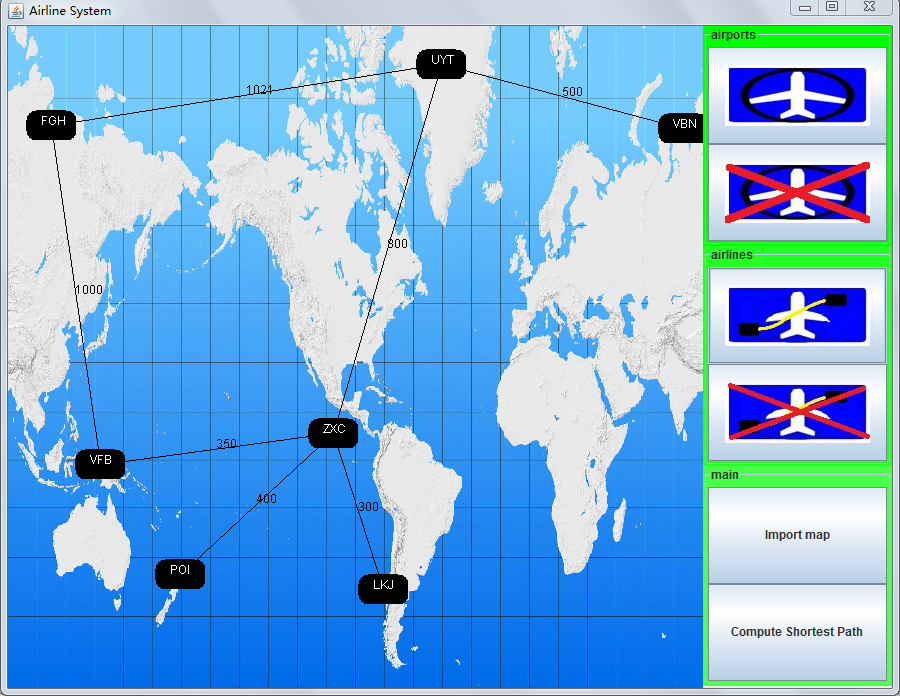 Airline System
airports
UYT
1021
500
FGH
VBN
800
airlines
1000
ZXC
350
VFB
main
400
300
Import map
POI
LKJ
Compute Shortest Path